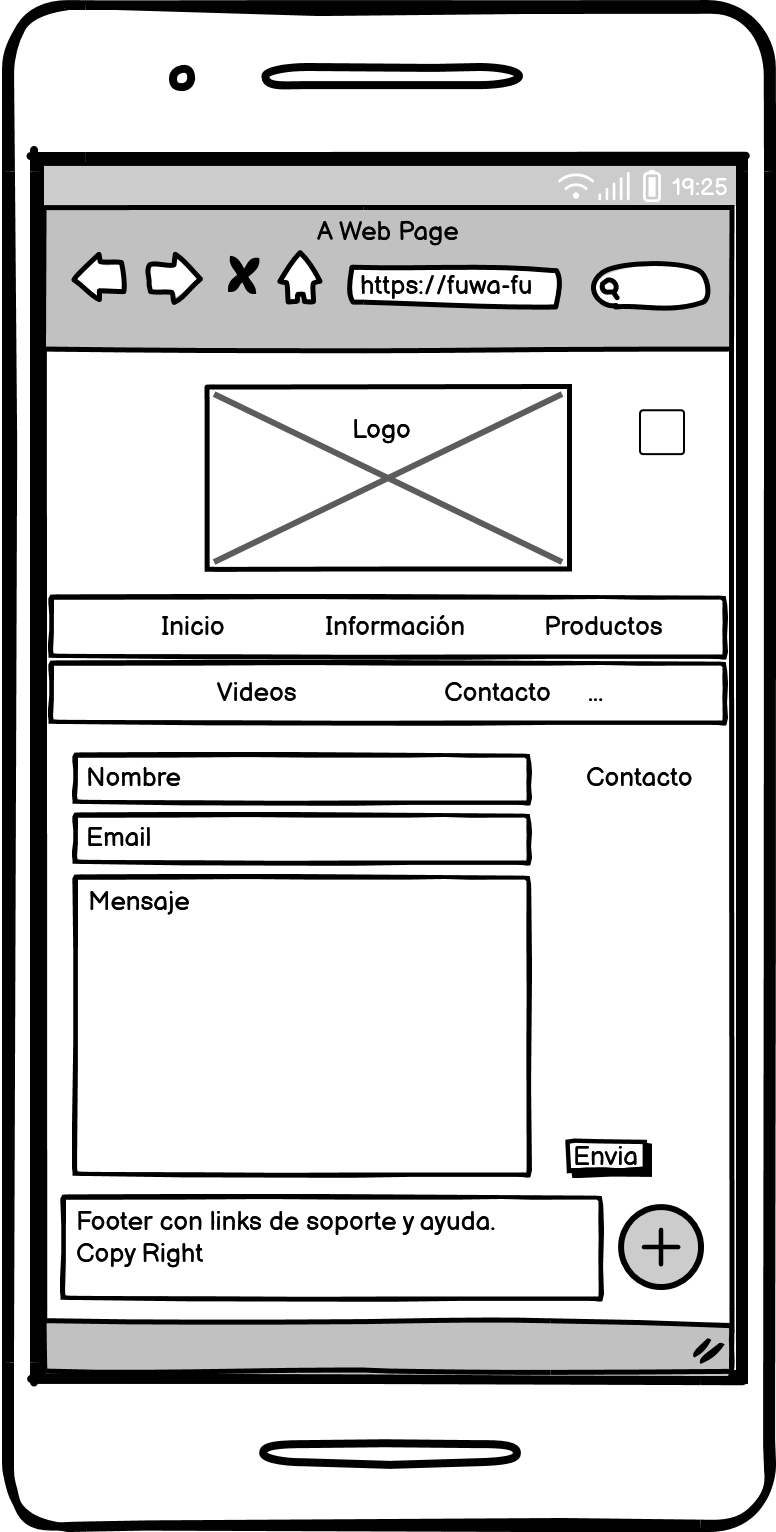 19:25
A Web Page
https://fuwa-fu
Logo
Inicio Información Productos
Videos Contacto ...
Nombre
Contacto
Email
Mensaje
Envia
Footer con links de soporte y ayuda.
Copy Right